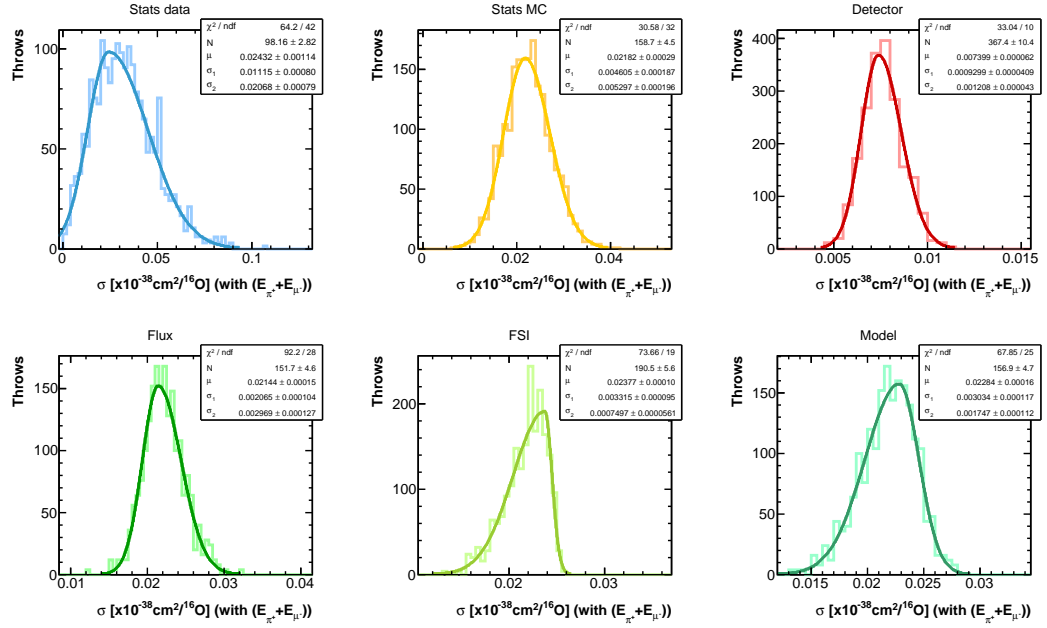 Stats data
χ² / ndf 64.2 / 42
N 98.16 ± 2.82
μ 0.02432 ± 0.00114
σ₁ 0.01115 ± 0.00080
σ₂ 0.02068 ± 0.00079
Throws
100
50
0
0 0.05 0.1
σ [x10⁻³⁸cm²/¹⁶O] (with (E_π⁺+E_μ⁻))
Stats MC
χ² / ndf 30.58 / 32
N 158.7 ± 4.5
μ 0.02182 ± 0.00029
σ₁ 0.004605 ± 0.000187
σ₂ 0.005297 ± 0.000196
Throws
150
100
50
0
0 0.02 0.04
σ [x10⁻³⁸cm²/¹⁶O] (with (E_π⁺+E_μ⁻))
Detector
χ² / ndf 33.04 / 10
N 367.4 ± 10.4
μ 0.007399 ± 0.000062
σ₁ 0.0009299 ± 0.0000409
σ₂ 0.001208 ± 0.000043
Throws
400
300
200
100
0
0.005 0.01 0.015
σ [x10⁻³⁸cm²/¹⁶O] (with (E_π⁺+E_μ⁻))
Flux
χ² / ndf 92.2 / 28
N 151.7 ± 4.6
μ 0.02144 ± 0.00015
σ₁ 0.002065 ± 0.000104
σ₂ 0.002969 ± 0.000127
Throws
150
100
50
0
0.01 0.02 0.03 0.04
σ [x10⁻³⁸cm²/¹⁶O] (with (E_π⁺+E_μ⁻))
FSI
χ² / ndf 73.66 / 19
N 190.5 ± 5.6
μ 0.02377 ± 0.00010
σ₁ 0.003315 ± 0.000095
σ₂ 0.0007497 ± 0.0000561
Throws
200
100
0
0.02 0.03
σ [x10⁻³⁸cm²/¹⁶O] (with (E_π⁺+E_μ⁻))
Model
χ² / ndf 67.85 / 25
N 156.9 ± 4.7
μ 0.02284 ± 0.00016
σ₁ 0.003034 ± 0.000117
σ₂ 0.001747 ± 0.000112
Throws
150
100
50
0
0.015 0.02 0.025 0.03
σ [x10⁻³⁸cm²/¹⁶O] (with (E_π⁺+E_μ⁻))